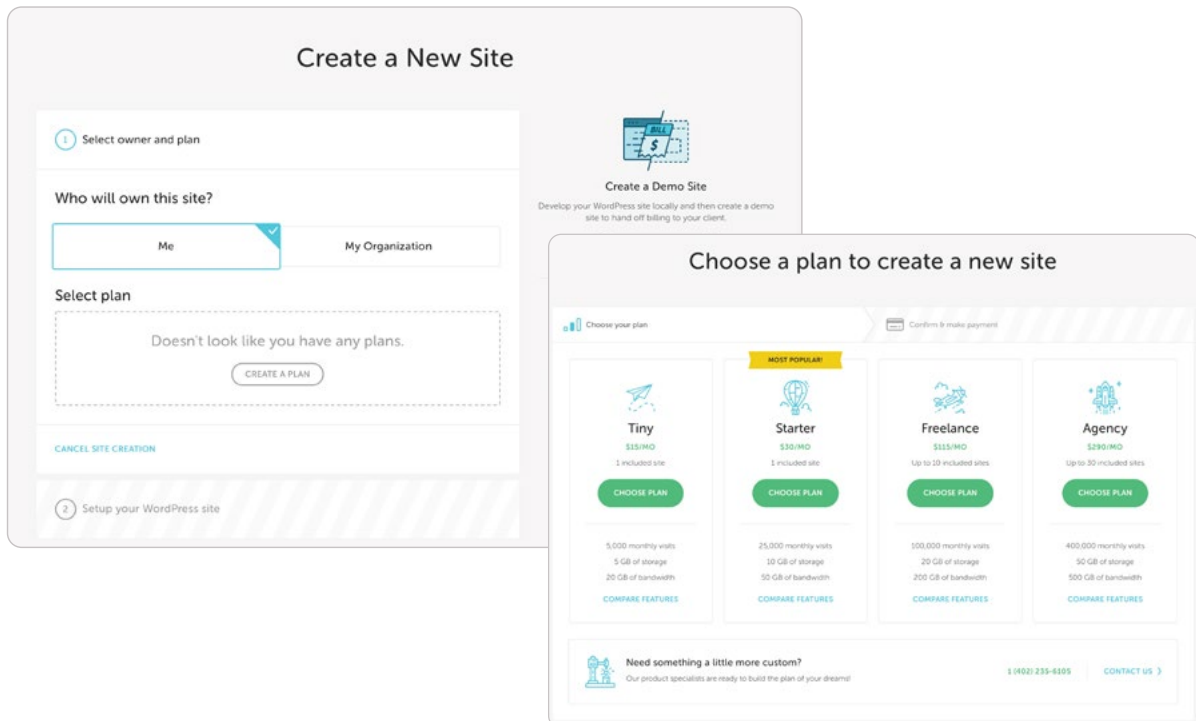 Create a New Site
1 Select owner and plan
Who will own this site?
Me
My Organization
Select plan
Doesn't look like you have any plans.
CREATE A PLAN
CANCEL SITE CREATION
2 Setup your WordPress site
BILL
$
Create a Demo Site
Develop your WordPress site locally and then create a demo
site to hand off billing to your client.
Choose a plan to create a new site
Choose your plan
Confirm & make payment
Tiny
$15/MO
1 included site
CHOOSE PLAN
5,000 monthly visits
5 GB of storage
20 GB of bandwidth
COMPARE FEATURES
MOST POPULAR!
Starter
$30/MO
1 included site
CHOOSE PLAN
25,000 monthly visits
10 GB of storage
50 GB of bandwidth
COMPARE FEATURES
Freelance
$115/MO
Up to 10 included sites
CHOOSE PLAN
100,000 monthly visits
20 GB of storage
200 GB of bandwidth
COMPARE FEATURES
Agency
$290/MO
Up to 30 included sites
CHOOSE PLAN
400,000 monthly visits
50 GB of storage
500 GB of bandwidth
COMPARE FEATURES
Need something a little more custom?
Our product specialists are ready to build the plan of your dreams!
1 (402) 235-6105
CONTACT US